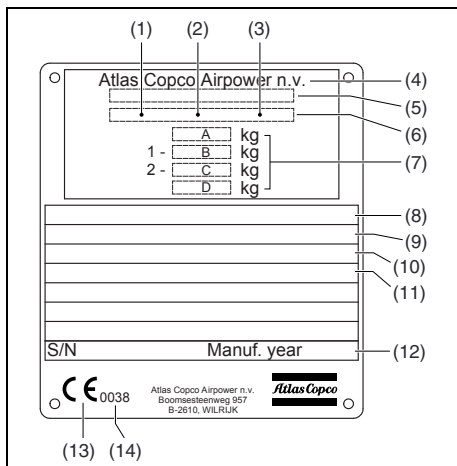 (1) (2) (3)
Atlas Copco Airpower n.v. (4)
(5)
(6)
A kg
1 - B kg (7)
2 - C kg
D kg
(8)
(9)
(10)
(11)
S/N Manuf. year (12)
CE 0038
Atlas Copco Airpower n.v.
Boomsesteenweg 957
B-2610, WILRIJK
Atlas Copco
(13) (14)